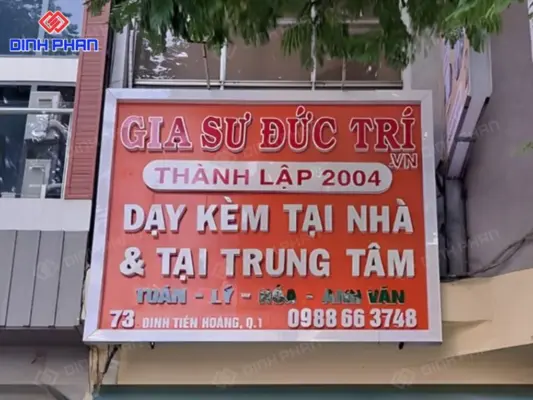 DINH PHAN
GIA SƯ ĐỨC TRÍ
.VN
THÀNH LẬP 2004
DẠY KÈM TẠI NHÀ
& TẠI TRUNG TÂM
TOÁN - LÝ - HÓA - ANH VĂN
73 ĐINH TIÊN HOÀNG, Q.1 0988 66 3748